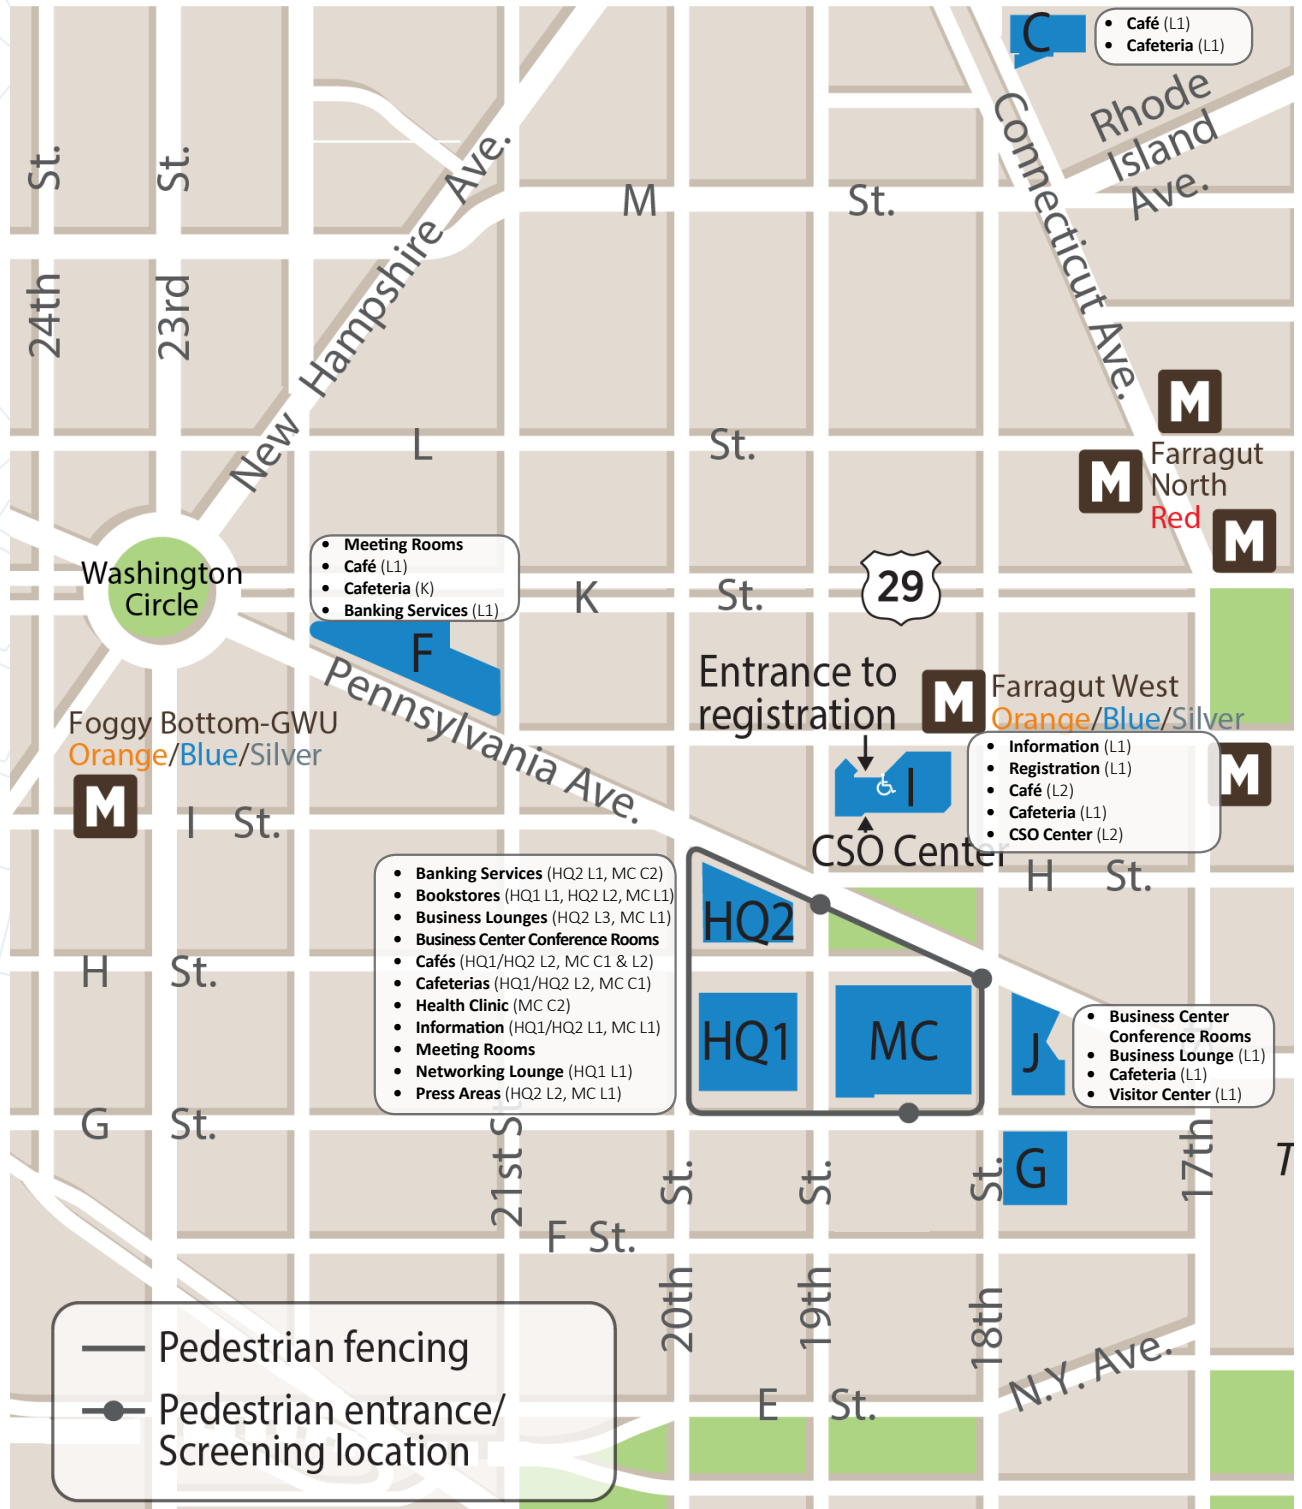 C
• Café (L1)
• Cafeteria (L1)
Rhode
Island
Ave.
Connecticut Ave.
St.
St.
24th
23rd
New Hampshire Ave.
M St.
M
Farragut
North
Red
M
M
L St.
Washington
Circle
• Meeting Rooms
• Café (L1)
• Cafeteria (K)
• Banking Services (L1)
F
K St.
29
Pennsylvania Ave.
Entrance to
registration
M
Farragut West
Orange/Blue/Silver
M
Foggy Bottom-GWU
Orange/Blue/Silver
M
I St.
I
CSO Center
• Information (L1)
• Registration (L1)
• Café (L2)
• Cafeteria (L1)
• CSO Center (L2)
H St.
• Banking Services (HQ2 L1, MC C2)
• Bookstores (HQ1 L1, HQ2 L2, MC L1)
• Business Lounges (HQ2 L3, MC L1)
• Business Center Conference Rooms
• Cafés (HQ1/HQ2 L2, MC C1 & L2)
• Cafeterias (HQ1/HQ2 L2, MC C1)
• Health Clinic (MC C2)
• Information (HQ1/HQ2 L1, MC L1)
• Meeting Rooms
• Networking Lounge (HQ1 L1)
• Press Areas (HQ2 L2, MC L1)
HQ2
HQ1
MC
J
• Business Center
Conference Rooms
• Business Lounge (L1)
• Cafeteria (L1)
• Visitor Center (L1)
H St.
G St.
G
21st St.
20th St.
19th St.
18th St.
17th St.
T
F St.
E St.
N.Y. Ave.
Pedestrian fencing
Pedestrian entrance/
Screening location